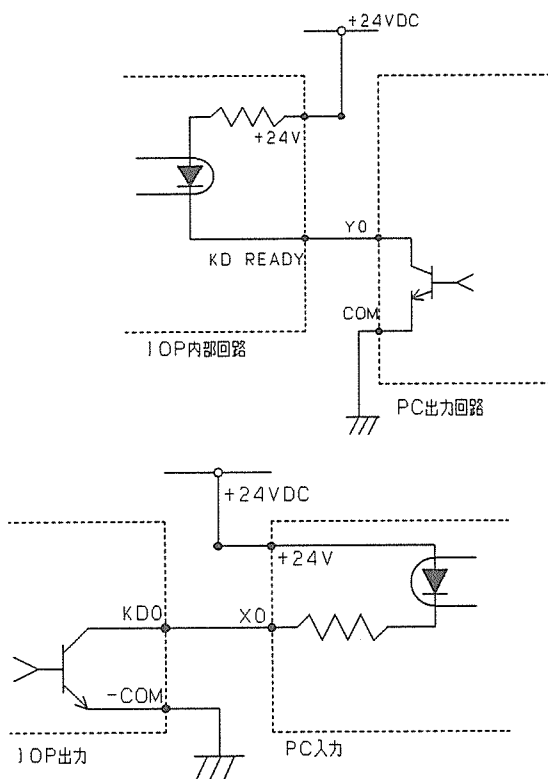 +24VDC
+24V
Y0
KD READY
COM
IOP内部回路
PC出力回路
+24VDC
+24V
KD0
X0
-COM
IOP出力
PC入力